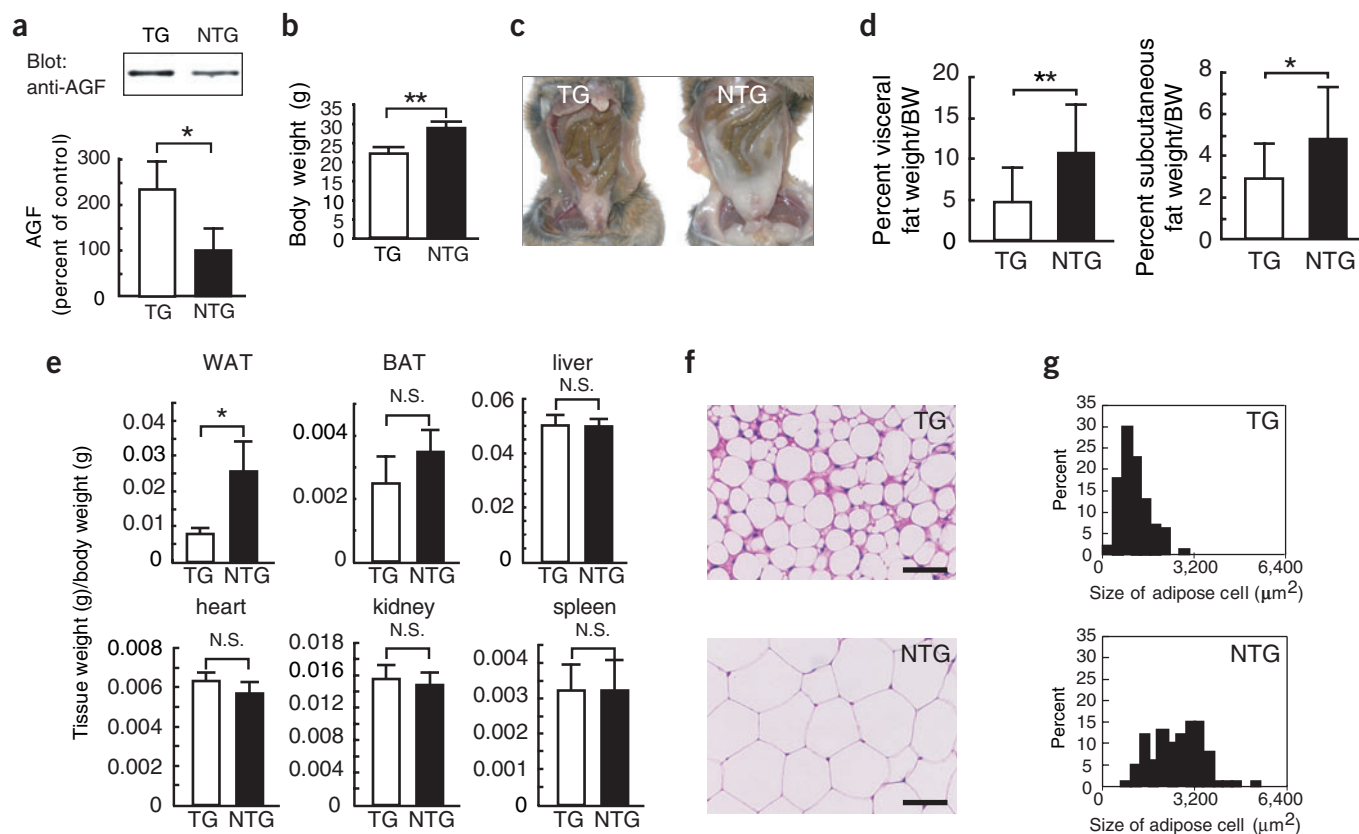 a
TG NTG
Blot:
anti-AGF
*
AGF
(percent of control)
300
200
100
0
TG NTG
b
Body weight (g)
**
35
30
25
20
15
10
5
0
TG NTG
c
TG NTG
d
Percent visceral
fat weight/BW
**
20
15
10
5
0
TG NTG
Percent subcutaneous
fat weight/BW
*
8
6
4
2
0
TG NTG
e
Tissue weight (g)/body weight (g)
WAT
*
0.04
0.03
0.02
0.01
0
TG NTG
BAT
N.S.
0.004
0.002
0
TG NTG
liver
N.S.
0.06
0.04
0.02
0
TG NTG
heart
N.S.
0.008
0.006
0.004
0.002
0
TG NTG
kidney
N.S.
0.018
0.016
0.012
0.008
0.004
0
TG NTG
spleen
N.S.
0.004
0.003
0.002
0.001
0
TG NTG
f
TG
NTG
g
TG
Percent
35
30
25
20
15
10
5
0
0 3,200 6,400
Size of adipose cell (μm²)
NTG
Percent
35
30
25
20
15
10
5
0
0 3,200 6,400
Size of adipose cell (μm²)